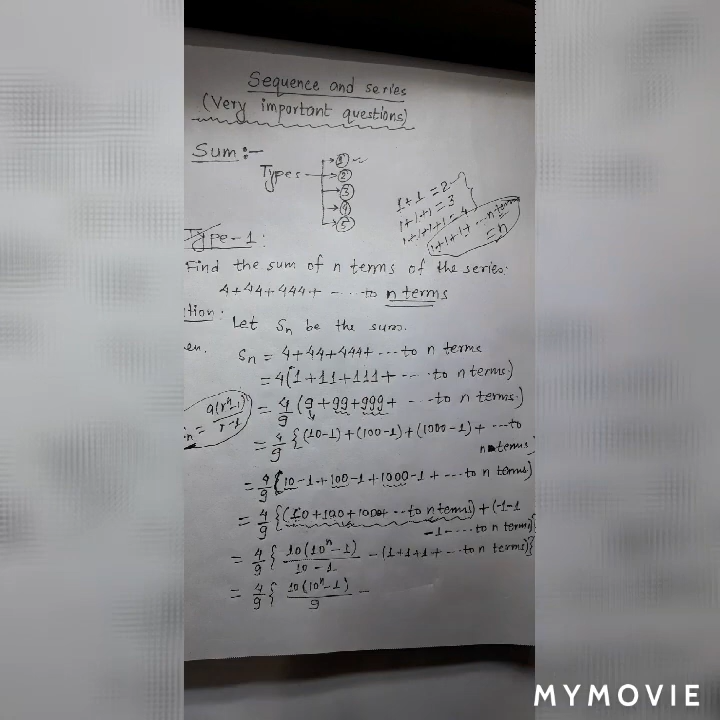 Sequence and series
(Very important questions)
Sum:-
Types
1
2
3
4
5
1+1 = 2
1+1+1 = 3
1+1+1+1 = 4
1+1+1+ ... n terms
= n
Type-1:
Find the sum of n terms of the series:
4+44+444+ ..... to n terms
tion: Let Sn be the sum.
en, Sn = 4+44+444+ ... to n terms
= 4(1+11+111+ ... to n terms)
= 4/9 (9+99+999+ ... to n terms)
= 4/9 {(10-1)+(100-1)+(1000-1)+ ... to
n terms}
= 4/9 {10-1+100-1+1000-1+ .... to n terms)
= 4/9 {(10+100+1000+ ... to n terms)+(-1-1
-1- .... to n terms)}
= 4/9 { 10(10^n-1)/10-1 -(1+1+1+ ... to n terms)}
= 4/9 { 10(10^n-1)/9 -
MYMOVIE